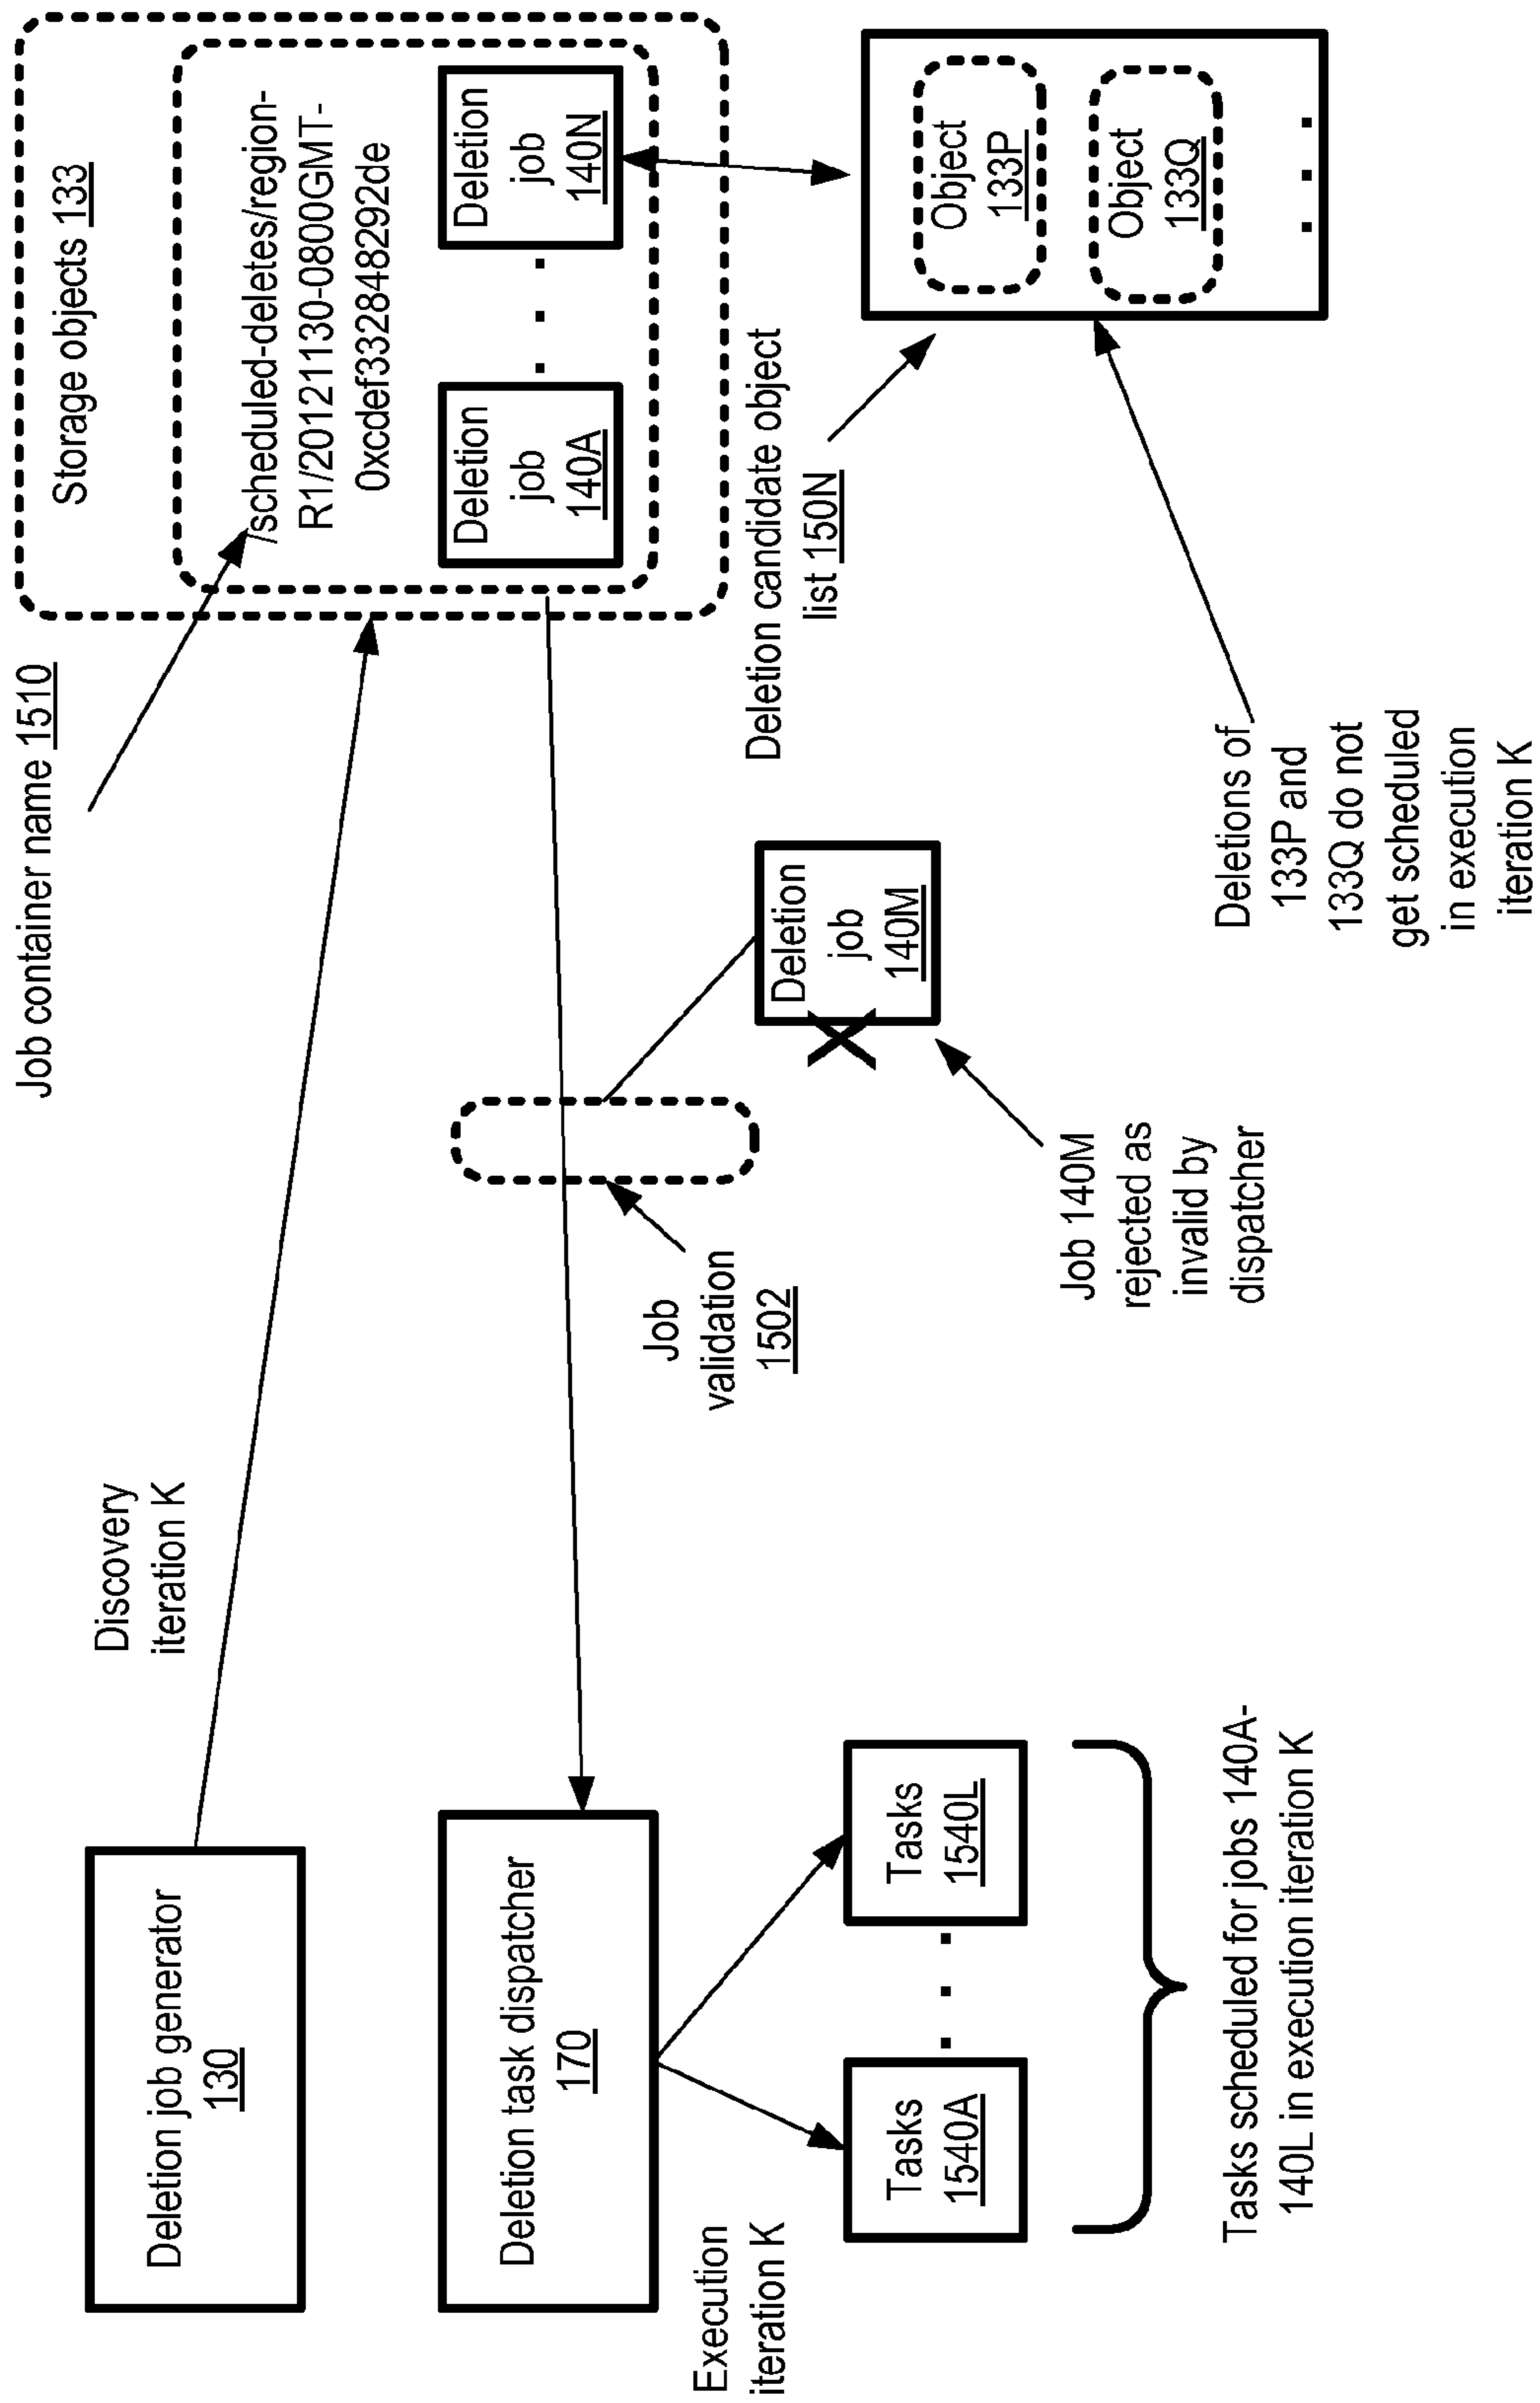 Deletion job generator
130
Discovery
iteration K
Job container name 1510
Storage objects 133
/scheduled-deletes/region-
R1/20121130-0800GMT-
0xcdef332848292de
Deletion
job
140A
. . .
Deletion
job
140N
Deletion task dispatcher
170
Job
validation
1502
Deletion
job
140M
X
Job 140M
rejected as
invalid by
dispatcher
Deletion candidate object
list 150N
Object
133P
Object
133Q
. . .
Deletions of
133P and
133Q do not
get scheduled
in execution
iteration K
Execution
iteration K
Tasks
1540A
. . .
Tasks
1540L
Tasks scheduled for jobs 140A-
140L in execution iteration K